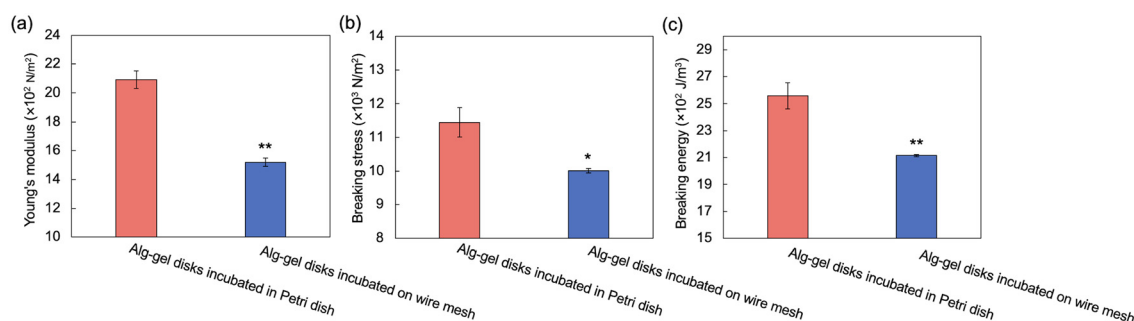 (a)
Young's modulus (×10² N/m²)
24
22
20
18
16
14
12
10
**
Alg-gel disks incubated in Petri dish
Alg-gel disks incubated on wire mesh
(b)
Breaking stress (×10³ N/m²)
14
13
12
11
10
9
8
*
Alg-gel disks incubated in Petri dish
Alg-gel disks incubated on wire mesh
(c)
Breaking energy (×10² J/m³)
29
27
25
23
21
19
17
15
**
Alg-gel disks incubated in Petri dish
Alg-gel disks incubated on wire mesh